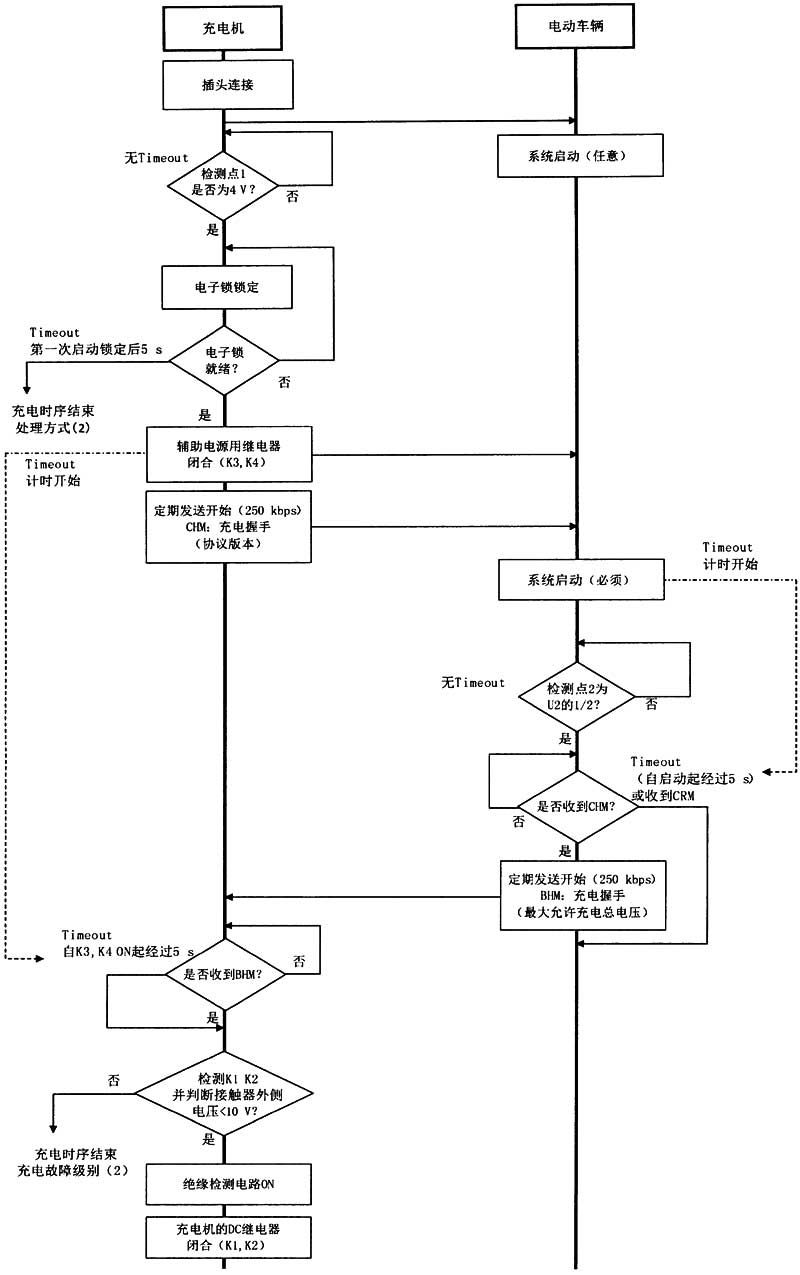 充电机
电动车辆
插头连接
系统启动（任意）
无Timeout
检测点1
是否为4 V?
否
是
电子锁锁定
Timeout
第一次启动锁定后5 s
电子锁
就绪?
否
充电时序结束
处理方式(2)
是
辅助电源用继电器
闭合（K3,K4）
Timeout
计时开始
定期发送开始（250 kbps）
CHM: 充电握手
（协议版本）
Timeout
计时开始
系统启动（必须）
无Timeout
检测点2为
U2的1/2?
否
是
Timeout
（自启动起经过5 s）
或收到CRM
是否收到CHM?
否
是
定期发送开始（250 kbps）
BHM: 充电握手
（最大允许充电总电压）
Timeout
自K3,K4 ON起经过5 s
是否收到BHM?
否
是
检测K1 K2
并判断接触器外侧
电压<10 V?
否
是
充电时序结束
充电故障级别（2）
绝缘检测电路ON
充电机的DC继电器
闭合（K1,K2）